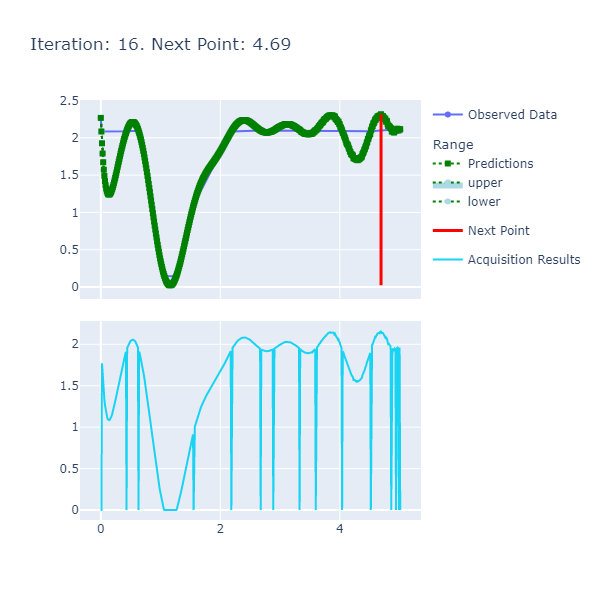 Iteration: 16. Next Point: 4.69
2.5
2
1.5
1
0.5
0
Observed Data
Range
Predictions
upper
lower
Next Point
Acquisition Results
2
1.5
1
0.5
0
0 2 4